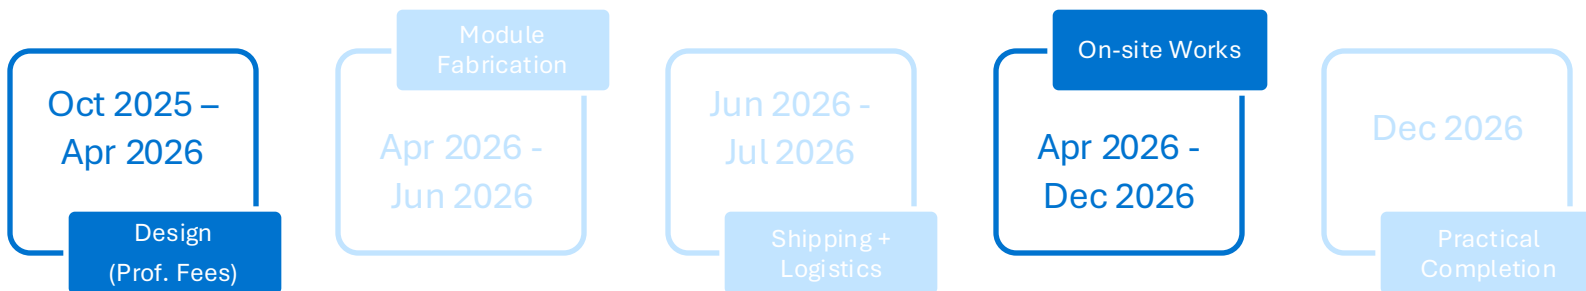 Oct 2025 –
Apr 2026
Design
(Prof. Fees)
Module
Fabrication
Apr 2026 -
Jun 2026
Jun 2026 -
Jul 2026
Shipping +
Logistics
On-site Works
Apr 2026 -
Dec 2026
Dec 2026
Practical
Completion